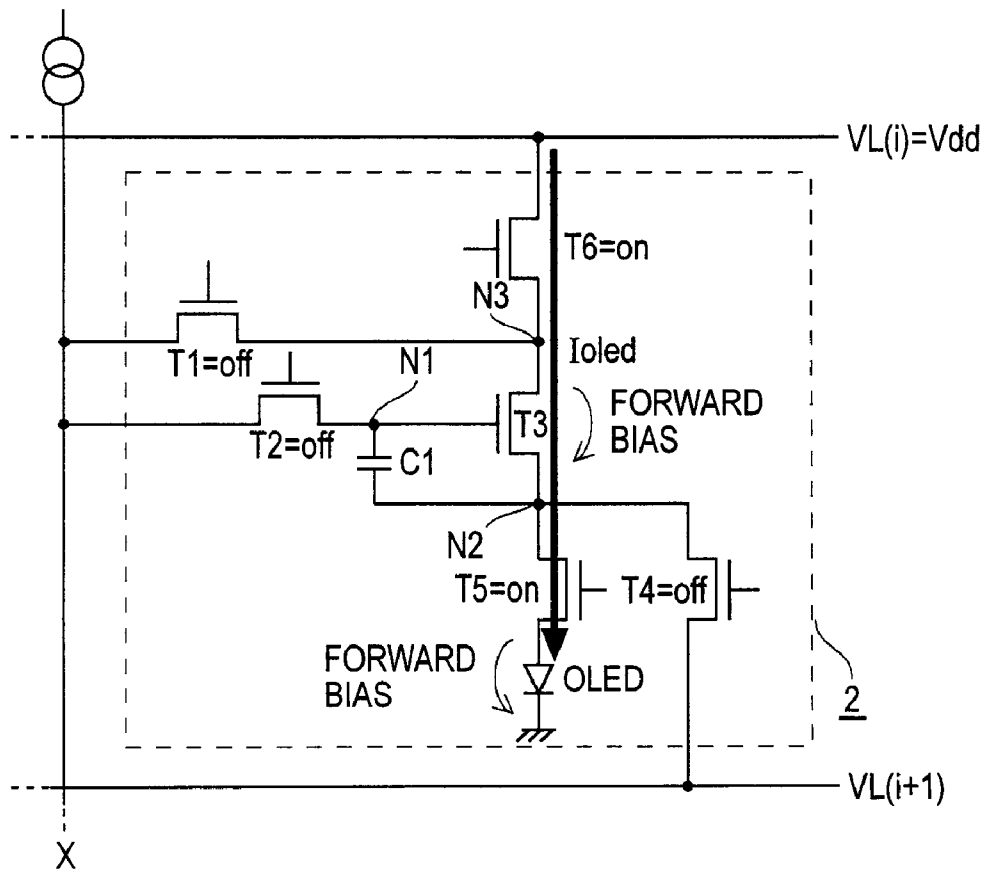 VL(i)=Vdd
T6=on
N3
T1=off
N1
Ioled
T3
FORWARD
BIAS
T2=off
C1
N2
T5=on
T4=off
FORWARD
BIAS
OLED
2
VL(i+1)
X